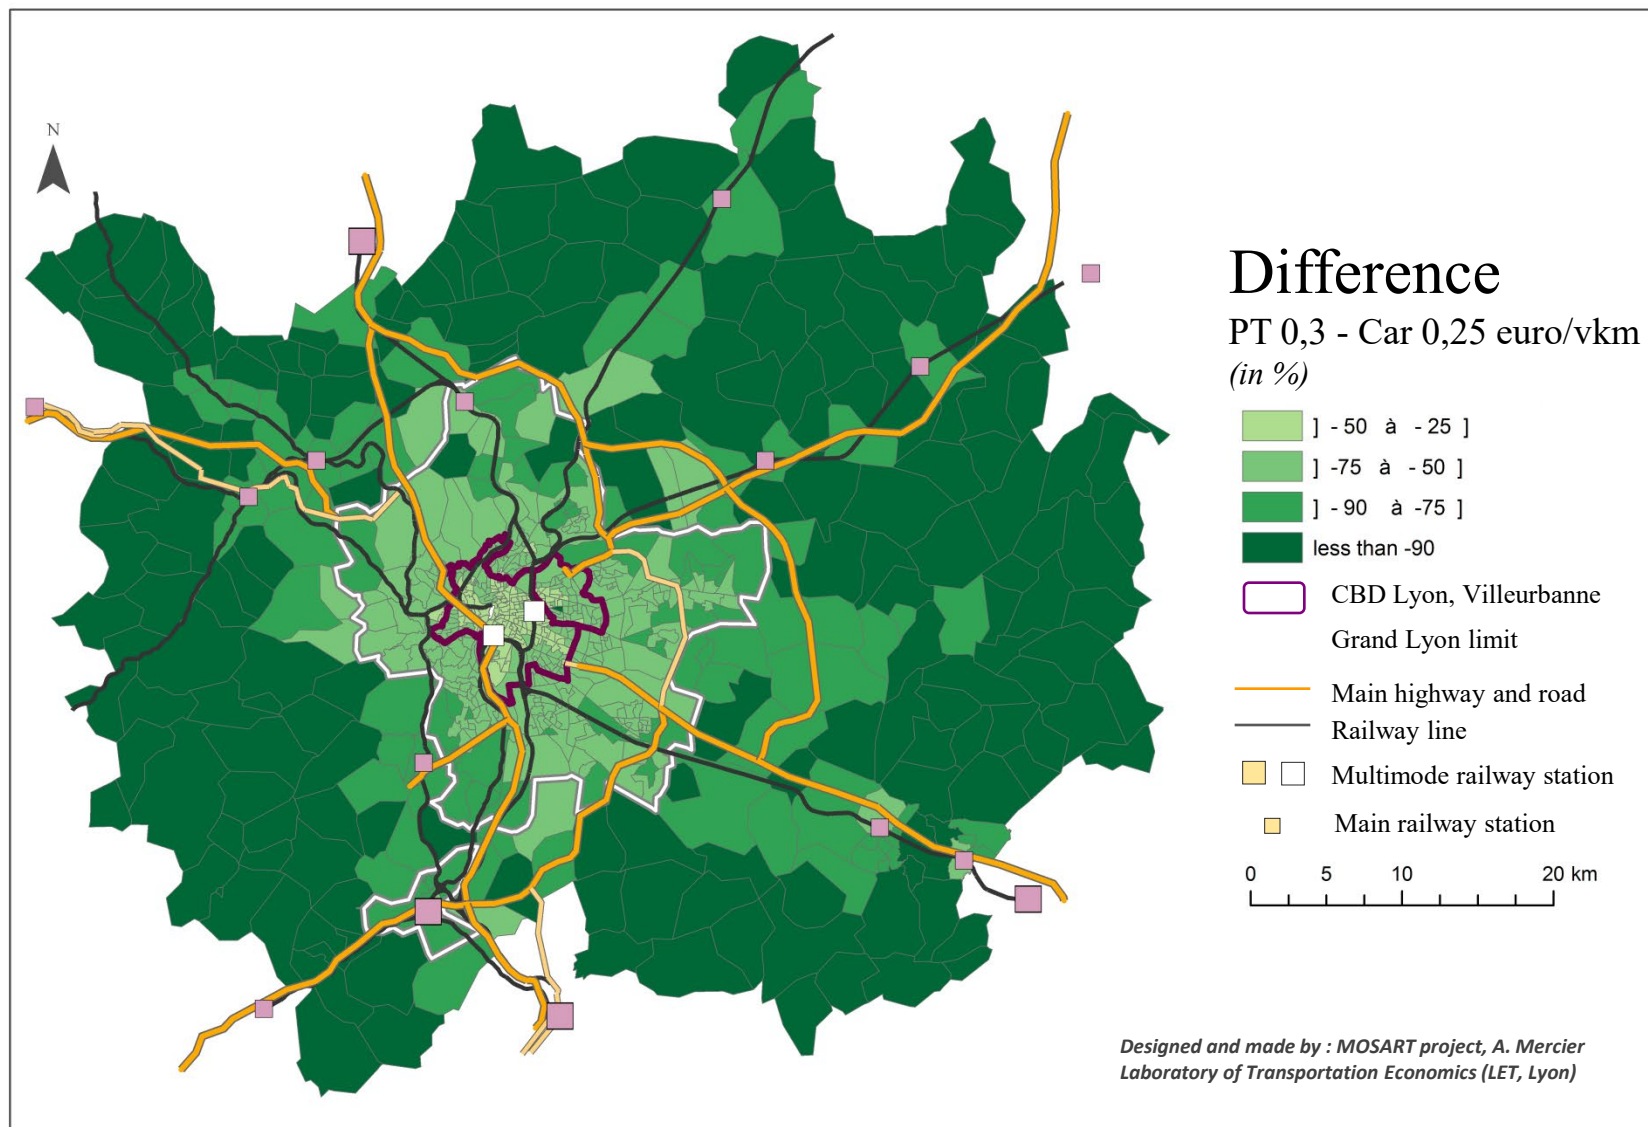 N
Difference
PT 0,3 - Car 0,25 euro/vkm
(in %)
] - 50 à - 25 ]
] -75 à - 50 ]
] - 90 à -75 ]
less than -90
CBD Lyon, Villeurbanne
Grand Lyon limit
Main highway and road
Railway line
Multimode railway station
Main railway station
0 5 10 20 km
Designed and made by : MOSART project, A. Mercier
Laboratory of Transportation Economics (LET, Lyon)